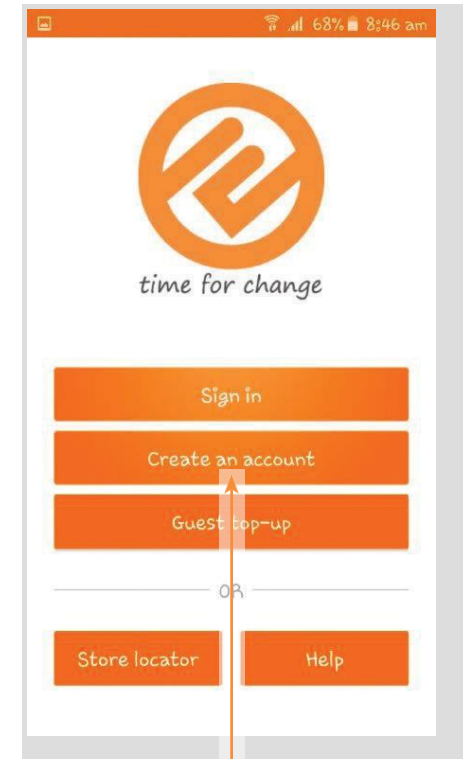 68% 8:46 am
time for change
Sign in
Create an account
Guest top-up
OR
Store locator Help